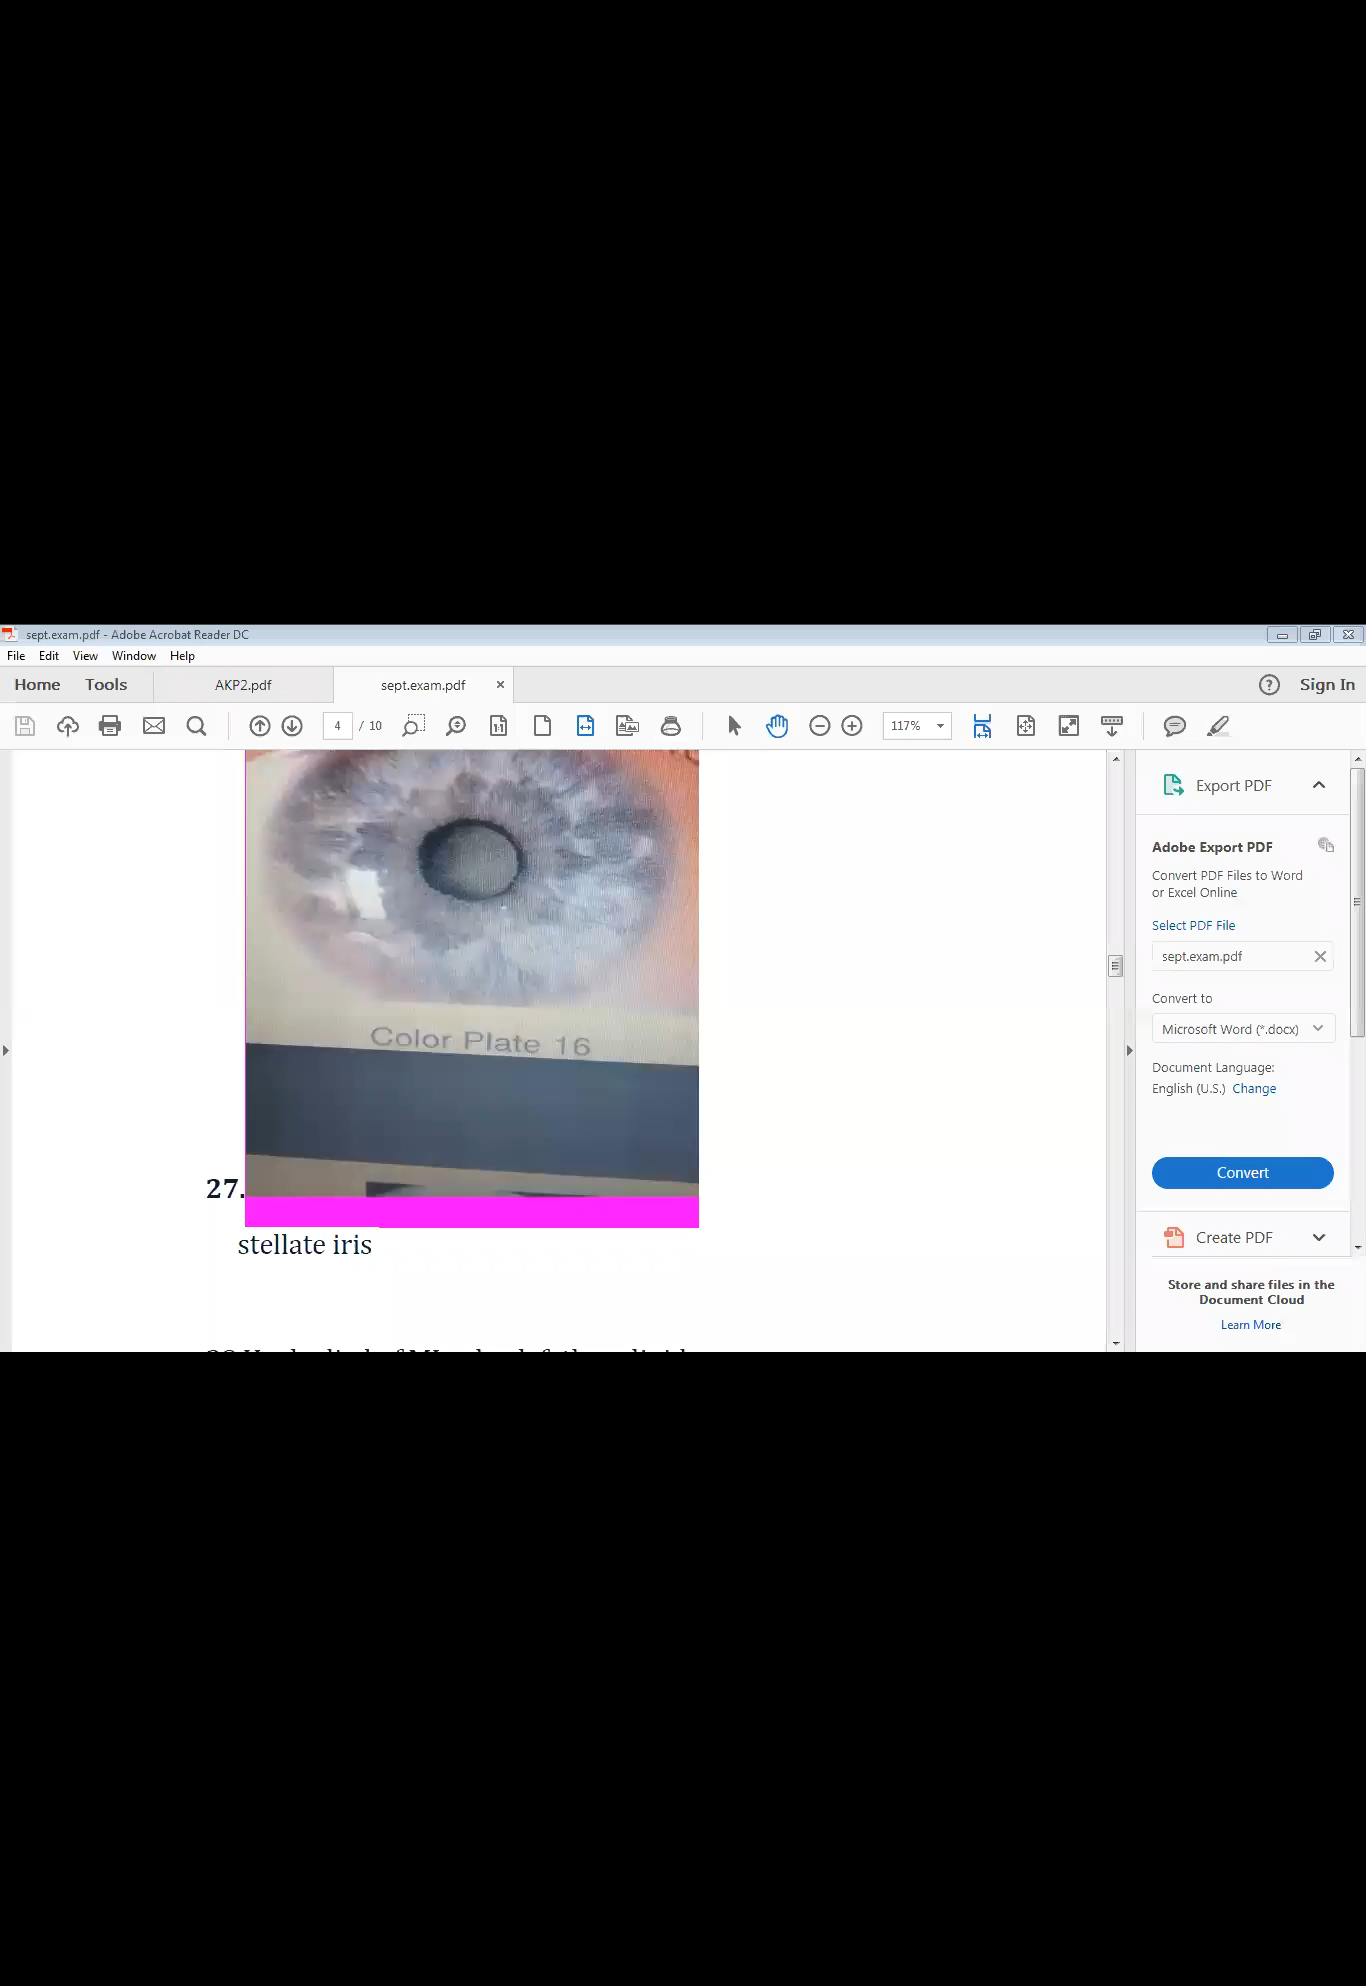 sept.exam.pdf - Adobe Acrobat Reader DC
File Edit View Window Help
Home Tools AKP2.pdf sept.exam.pdf Sign In
4 / 10 117%
Export PDF
Adobe Export PDF
Convert PDF Files to Word
or Excel Online
Select PDF File
sept.exam.pdf
Convert to
Microsoft Word (*.docx)
Document Language:
English (U.S.) Change
Convert
Create PDF
Store and share files in the
Document Cloud
Learn More
Color Plate 16
27.
stellate iris